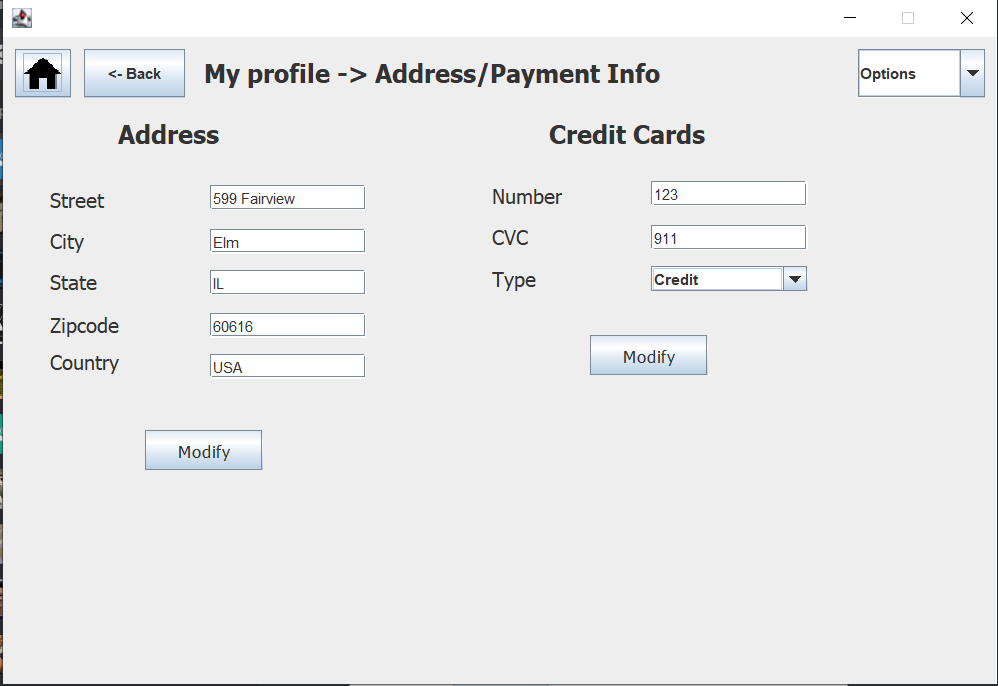 <- Back My profile -> Address/Payment Info Options
Address
Street 599 Fairview
City Elm
State IL
Zipcode 60616
Country USA
Modify
Credit Cards
Number 123
CVC 911
Type Credit
Modify